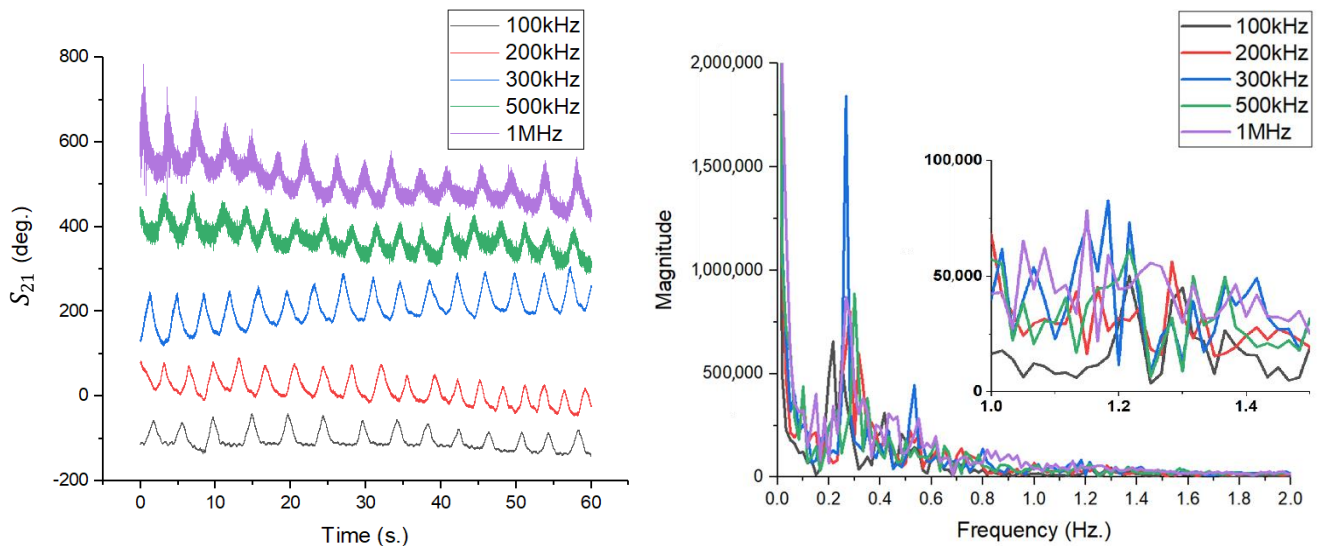 100kHz
200kHz
300kHz
500kHz
1MHz
S21 (deg.)
800
600
400
200
0
-200
0
10
20
30
40
50
60
Time (s.)
100kHz
200kHz
300kHz
500kHz
1MHz
Magnitude
2,000,000
1,500,000
1,000,000
500,000
0
0.0
0.2
0.4
0.6
0.8
1.0
1.2
1.4
1.6
1.8
2.0
Frequency (Hz.)
100,000
50,000
0
1.0
1.2
1.4